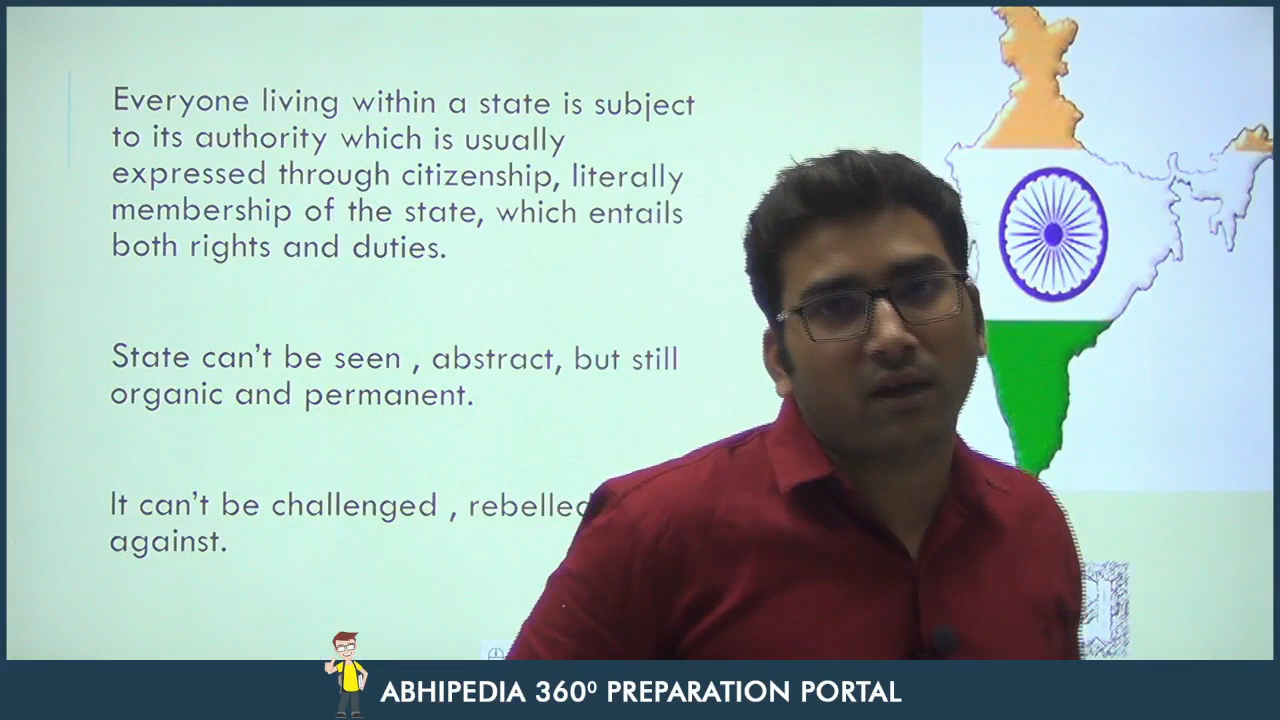 Everyone living within a state is subject
to its authority which is usually
expressed through citizenship, literally
membership of the state, which entails
both rights and duties.
State can't be seen , abstract, but still
organic and permanent.
It can't be challenged , rebelled
against.
ABHIPEDIA 360⁰ PREPARATION PORTAL